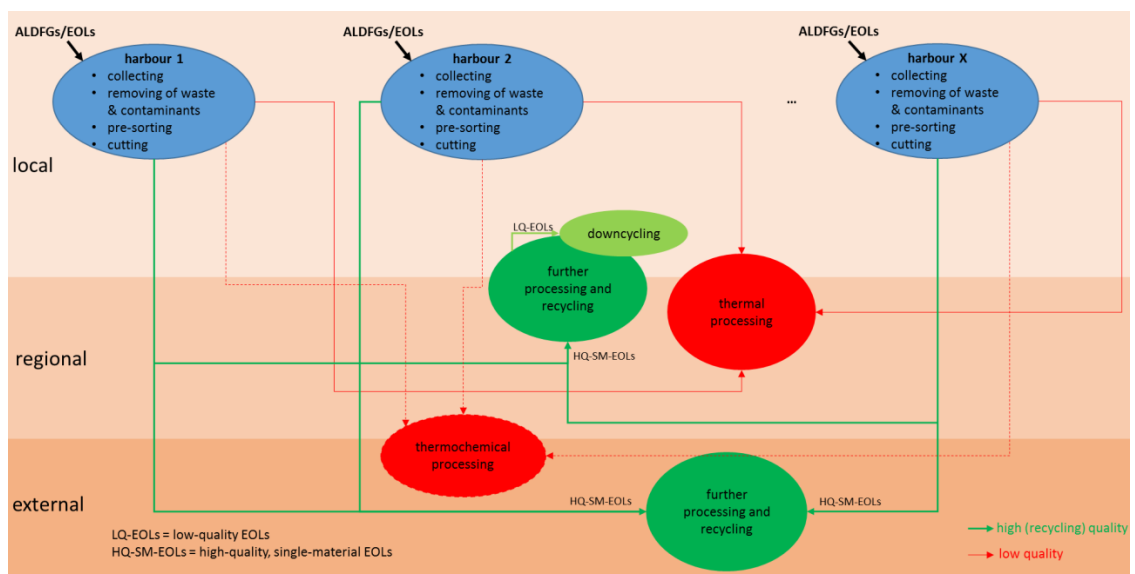 ALDFGs/EOLs
ALDFGs/EOLs
ALDFGs/EOLs
harbour 1
• collecting
• removing of waste
& contaminants
• pre-sorting
• cutting
harbour 2
• collecting
• removing of waste
& contaminants
• pre-sorting
• cutting
...
harbour X
• collecting
• removing of waste
& contaminants
• pre-sorting
• cutting
local
LQ-EOLs
downcycling
further
processing and
recycling
thermal
processing
regional
HQ-SM-EOLs
thermochemical
processing
external
HQ-SM-EOLs
further
processing and
recycling
HQ-SM-EOLs
LQ-EOLs = low-quality EOLs
HQ-SM-EOLs = high-quality, single-material EOLs
high (recycling) quality
low quality